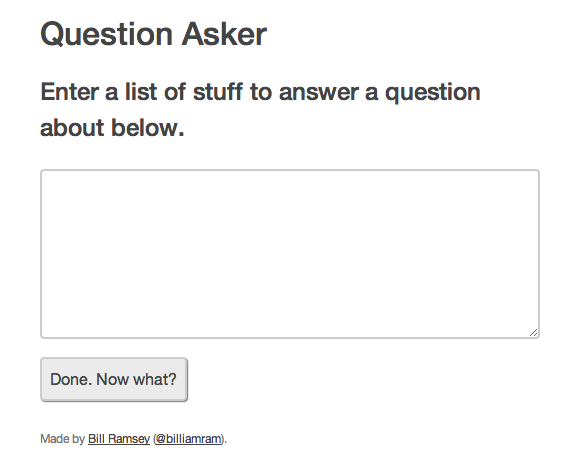 Question Asker
Enter a list of stuff to answer a question
about below.
Done. Now what?
Made by Bill Ramsey (@billiamram).